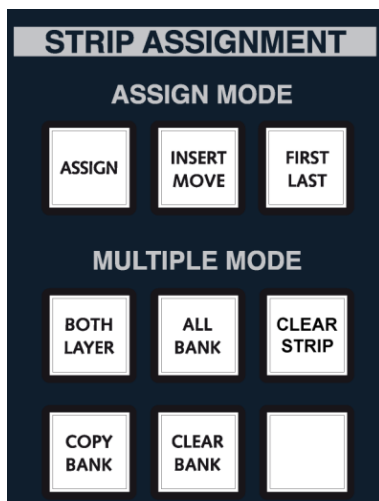 STRIP ASSIGNMENT
ASSIGN MODE
ASSIGN
INSERT
MOVE
FIRST
LAST
MULTIPLE MODE
BOTH
LAYER
ALL
BANK
CLEAR
STRIP
COPY
BANK
CLEAR
BANK